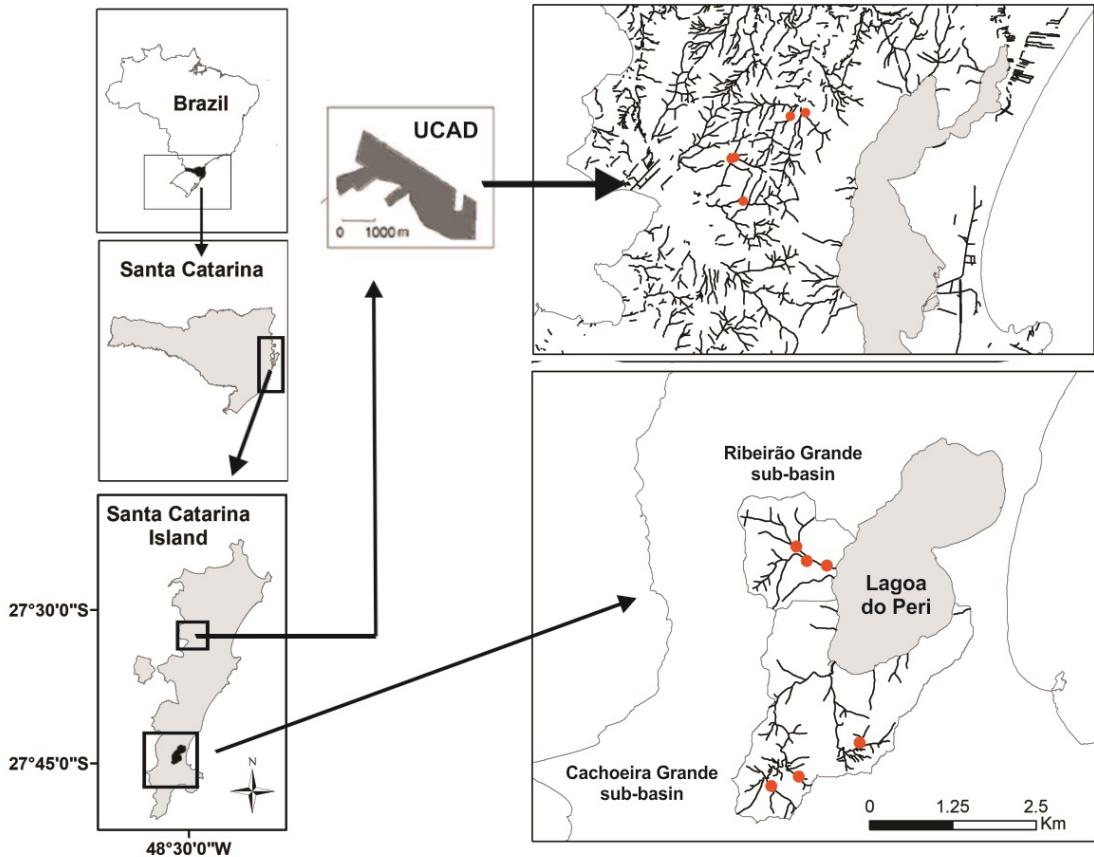 Brazil
UCAD
0 1000 m
Santa Catarina
Santa Catarina
Island
27°30'0"S
27°45'0"S
N
48°30'0"W
Ribeirão Grande
sub-basin
Lagoa
do Peri
Cachoeira Grande
sub-basin
0 1.25 2.5
Km